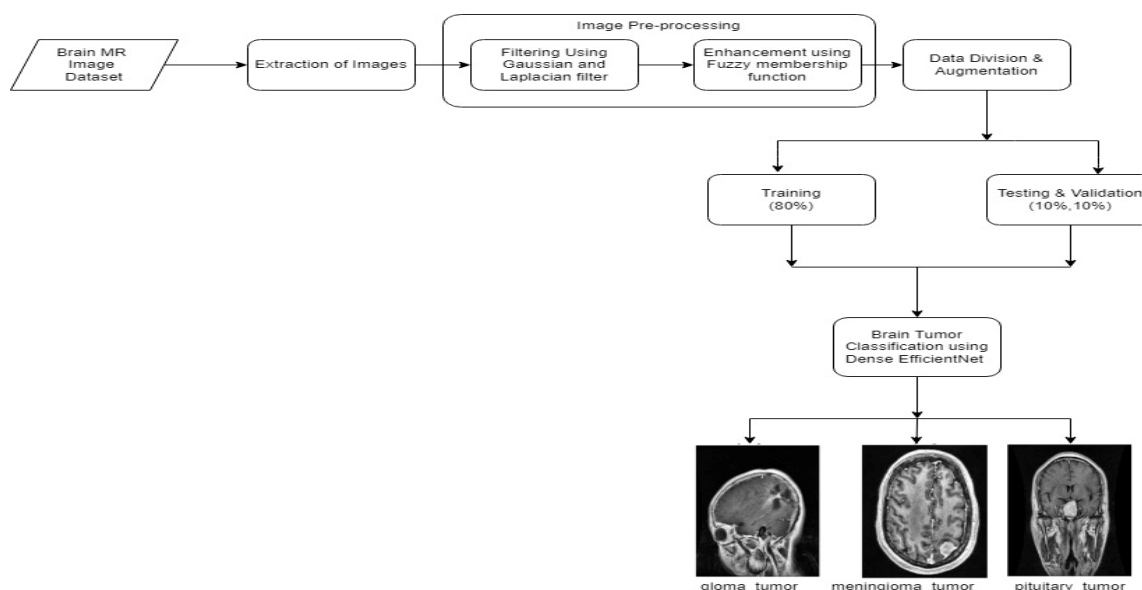 Image Pre-processing
Brain MR
Image
Dataset
Extraction of Images
Filtering Using
Gaussian and
Laplacian filter
Enhancement using
Fuzzy membership
function
Data Division &
Augmentation
Training
(80%)
Testing & Validation
(10%,10%)
Brain Tumor
Classification using
Dense EfficientNet
glioma_tumor
meningioma_tumor
pituitary_tumor